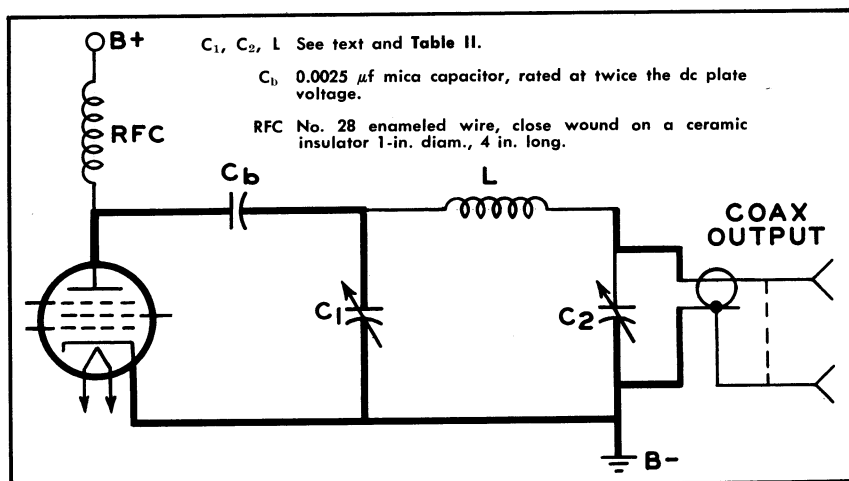 B+
C₁, C₂, L See text and Table II.
C_b 0.0025 μf mica capacitor, rated at twice the dc plate
voltage.
RFC No. 28 enameled wire, close wound on a ceramic
insulator 1-in. diam., 4 in. long.
RFC
Cb
L
COAX
OUTPUT
C1
C2
B-